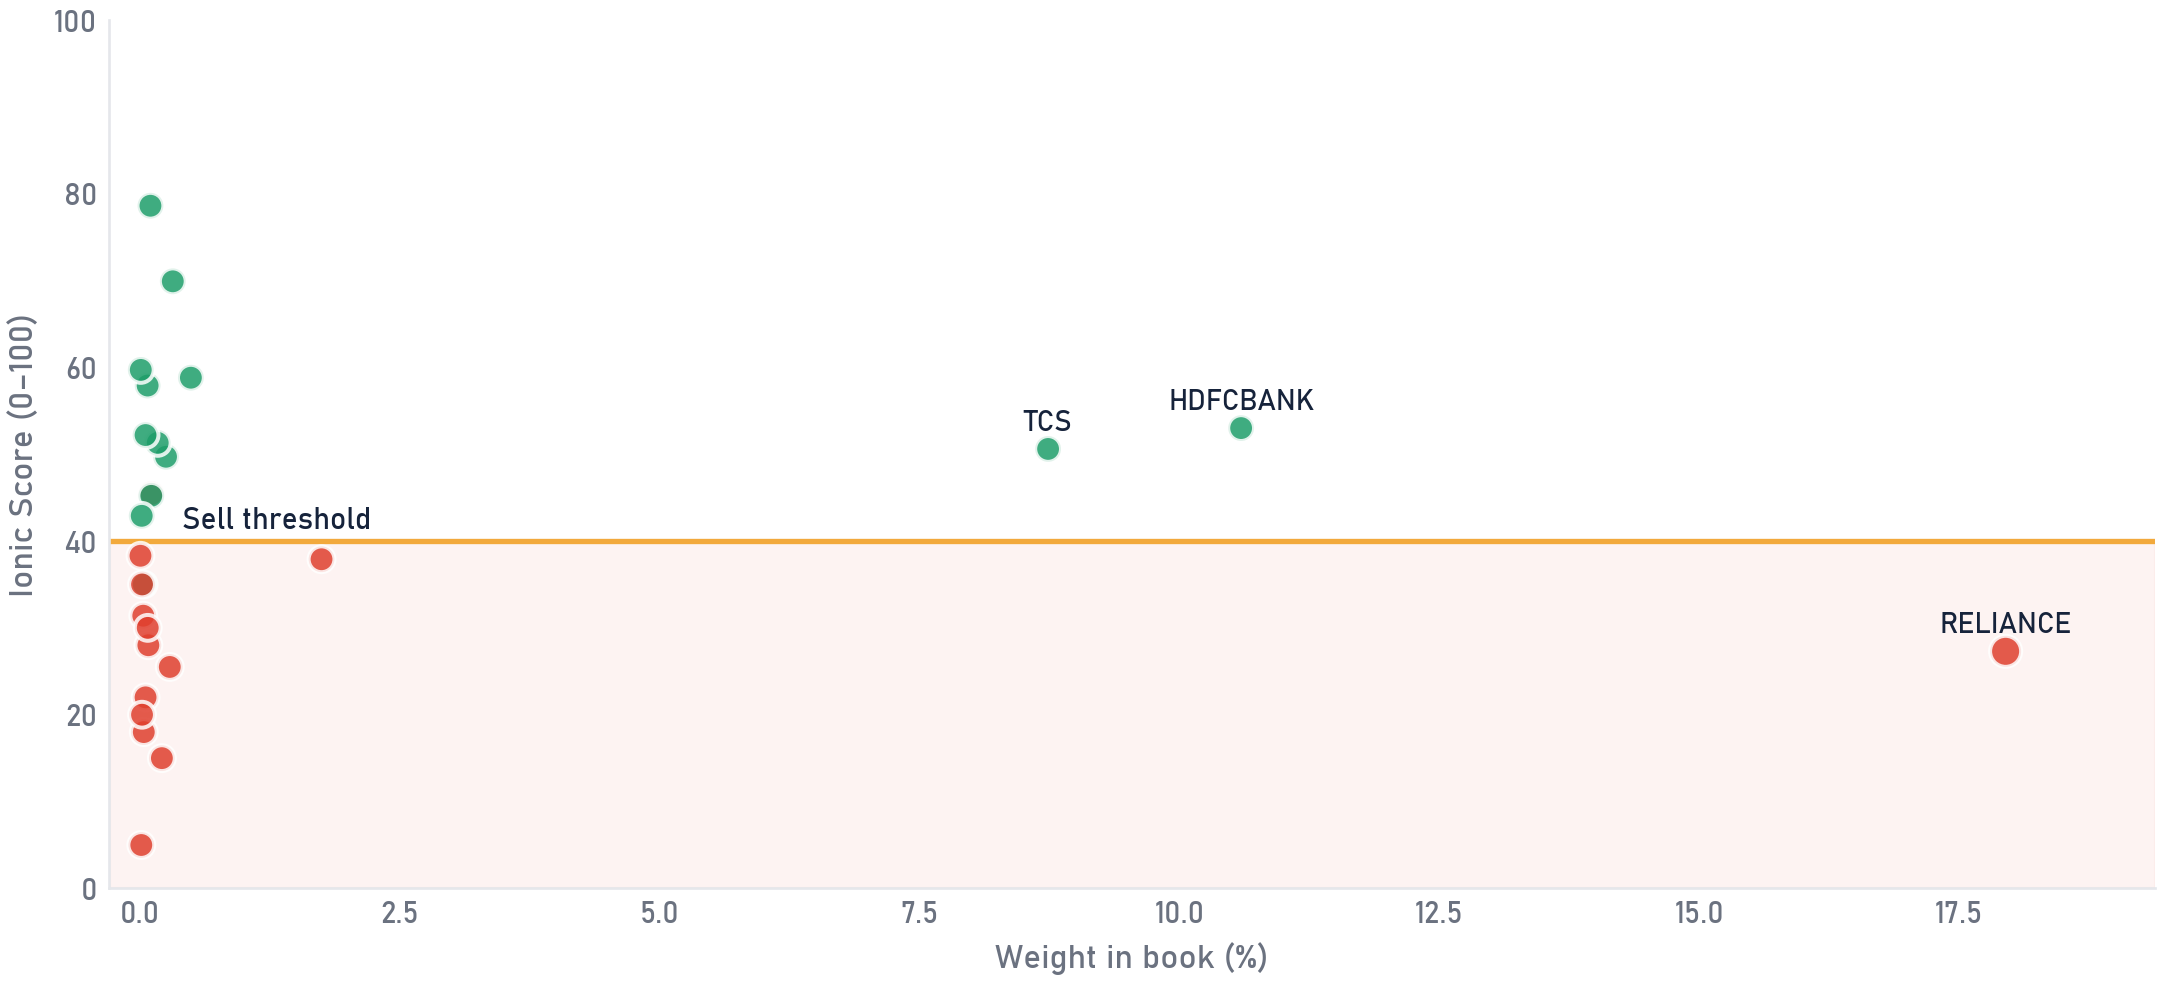 100
80
60
40
20
0
Ionic Score (0–100)
HDFCBANK
TCS
Sell threshold
RELIANCE
0.0 2.5 5.0 7.5 10.0 12.5 15.0 17.5
Weight in book (%)